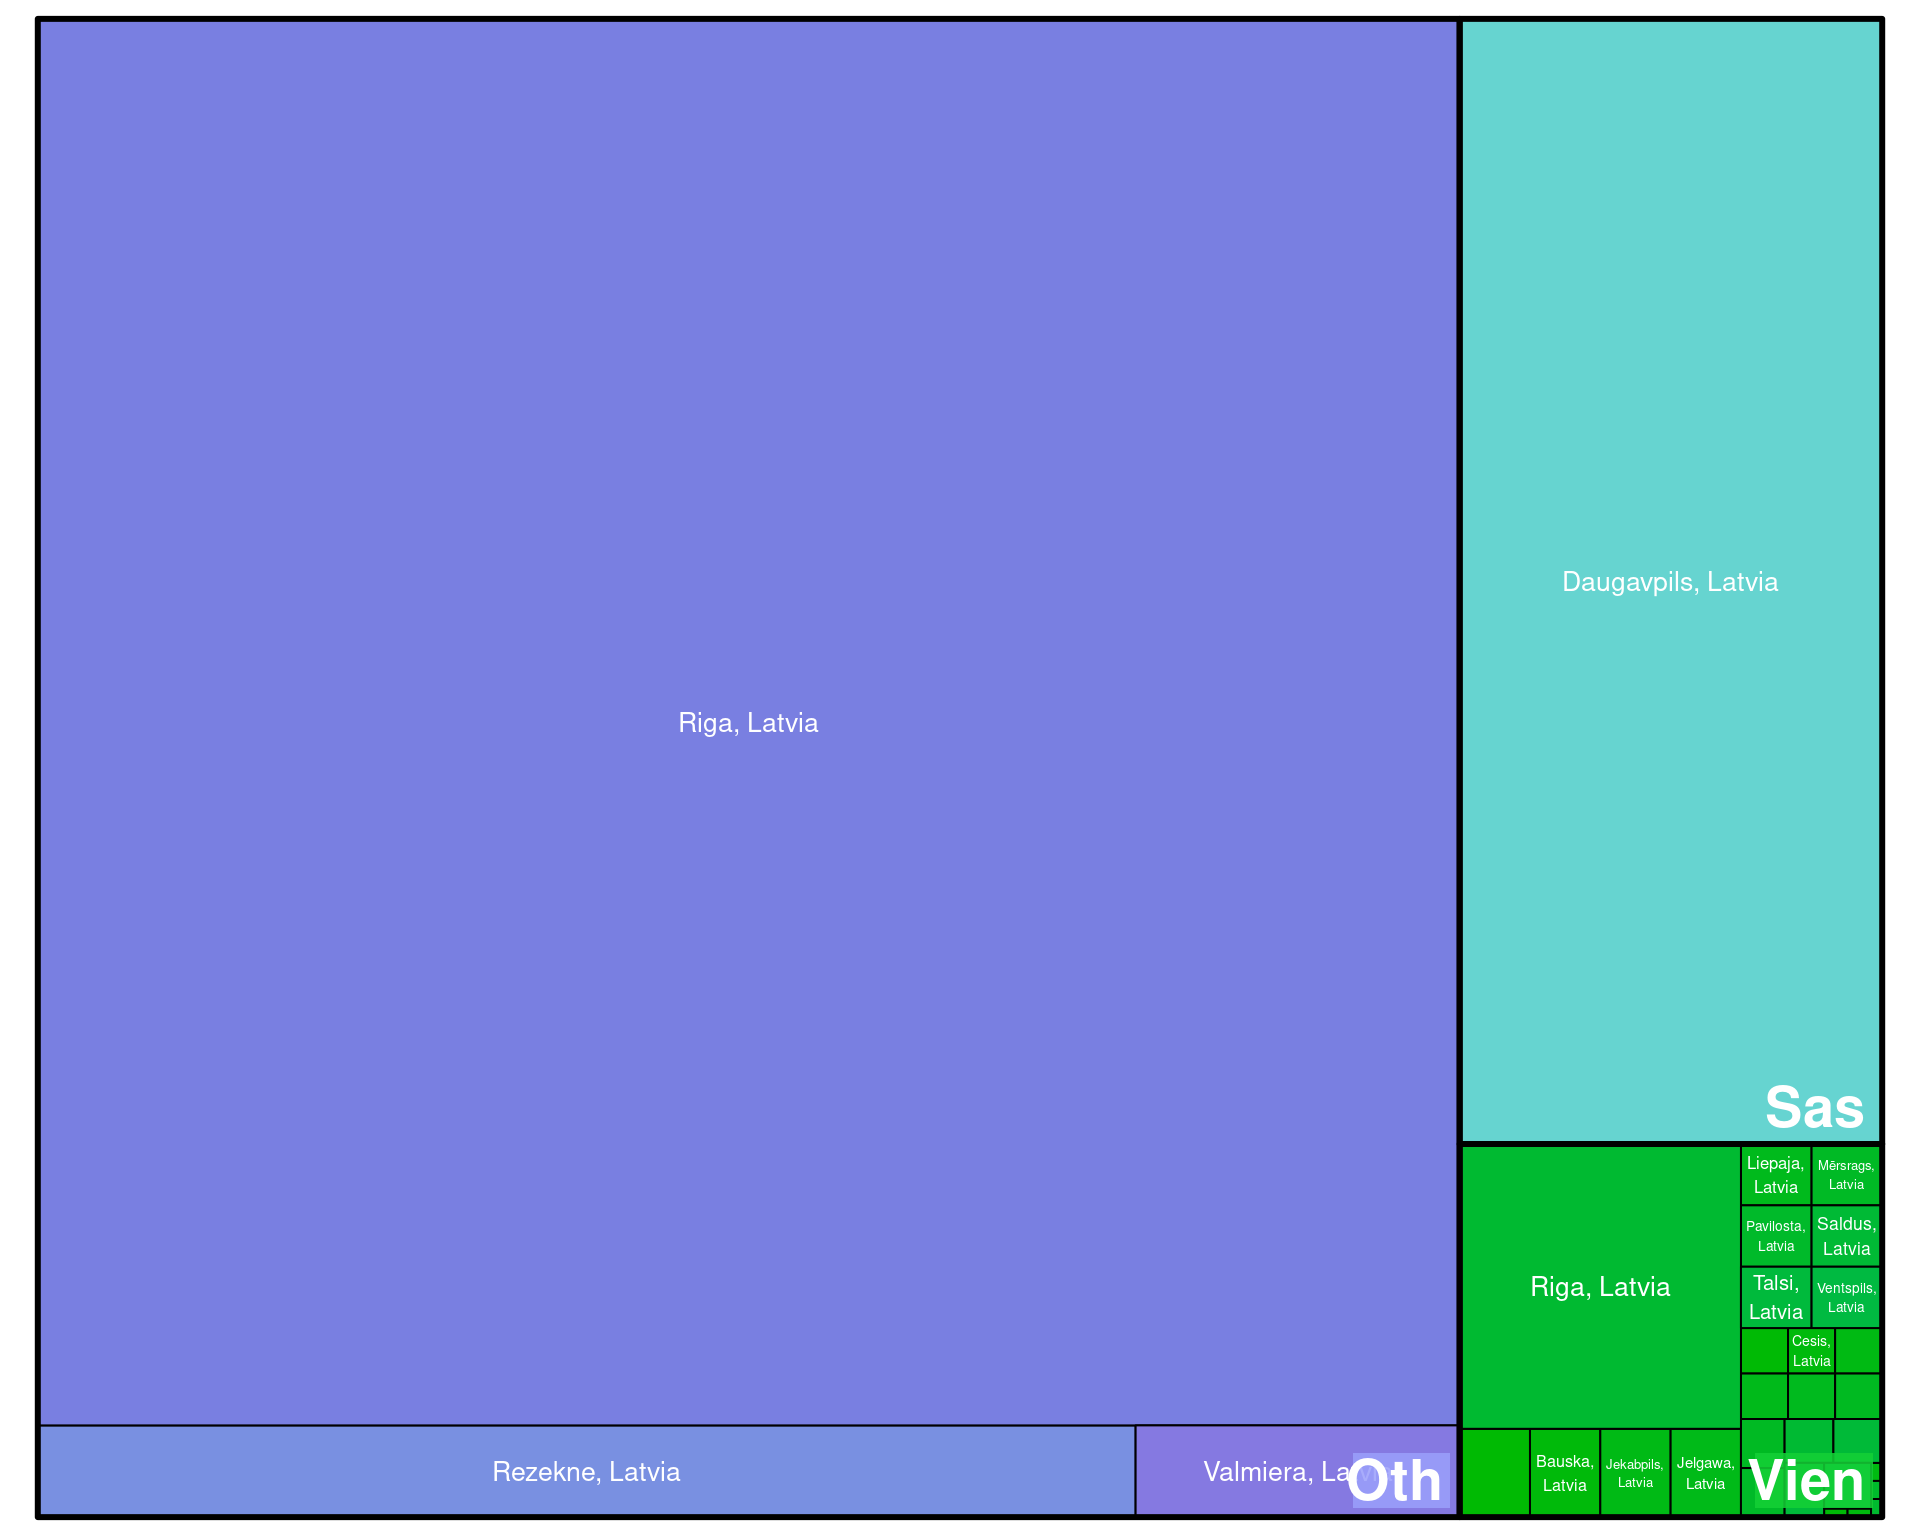 Riga, Latvia
Rezekne, Latvia
Valmiera, La
Oth
Daugavpils, Latvia
Sas
Riga, Latvia
Liepaja,
Latvia
Mērsrags,
Latvia
Pavilosta,
Latvia
Saldus,
Latvia
Talsi,
Latvia
Ventspils,
Latvia
Cesis,
Latvia
Bauska,
Latvia
Jekabpils,
Latvia
Jelgawa,
Latvia
Vien